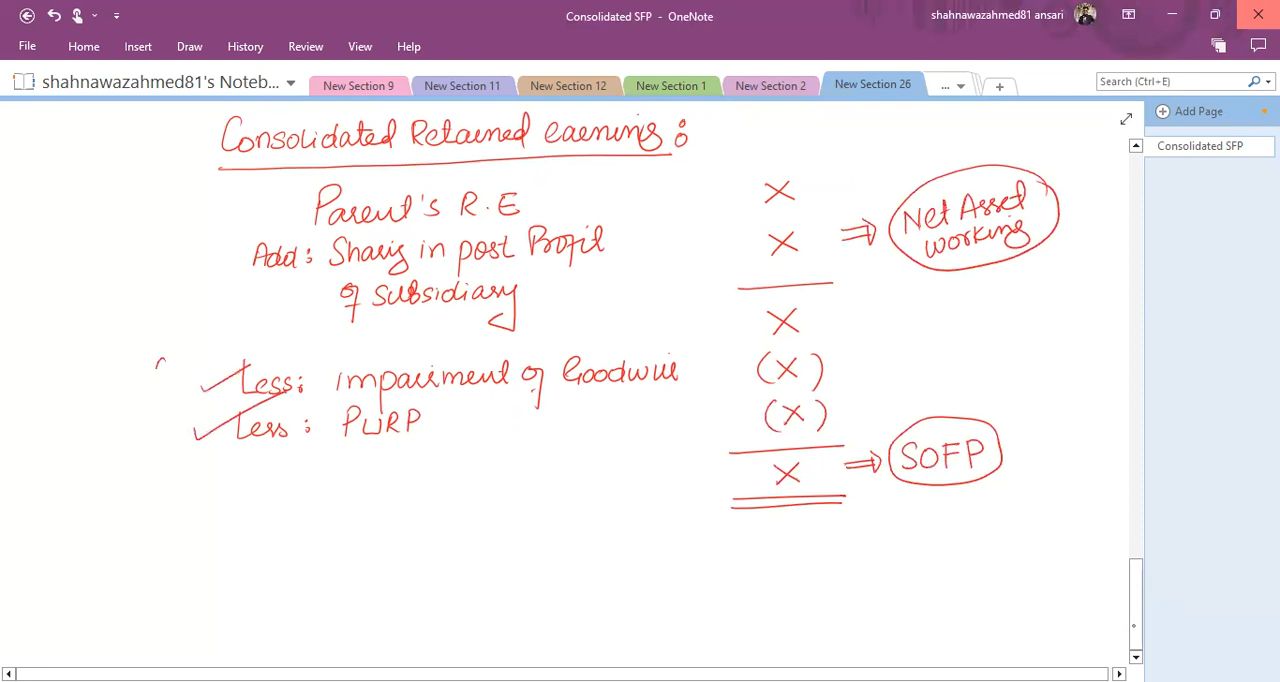 Consolidated SFP - OneNote
shahnawazahmed81 ansari
File Home Insert Draw History Review View Help
shahnawazahmed81's Noteb... New Section 9 New Section 11 New Section 12 New Section 1 New Section 2 New Section 26 ... + Search (Ctrl+E)
Add Page
Consolidated SFP
Consolidated Retained earnings:
Parent's R.E X
Add: Sharing in post Profit X ⇒ Net Asset
working
of subsidiary
X
Less: Impairment of Goodwill (X)
Less: PURP (X)
X ⇒ SOFP